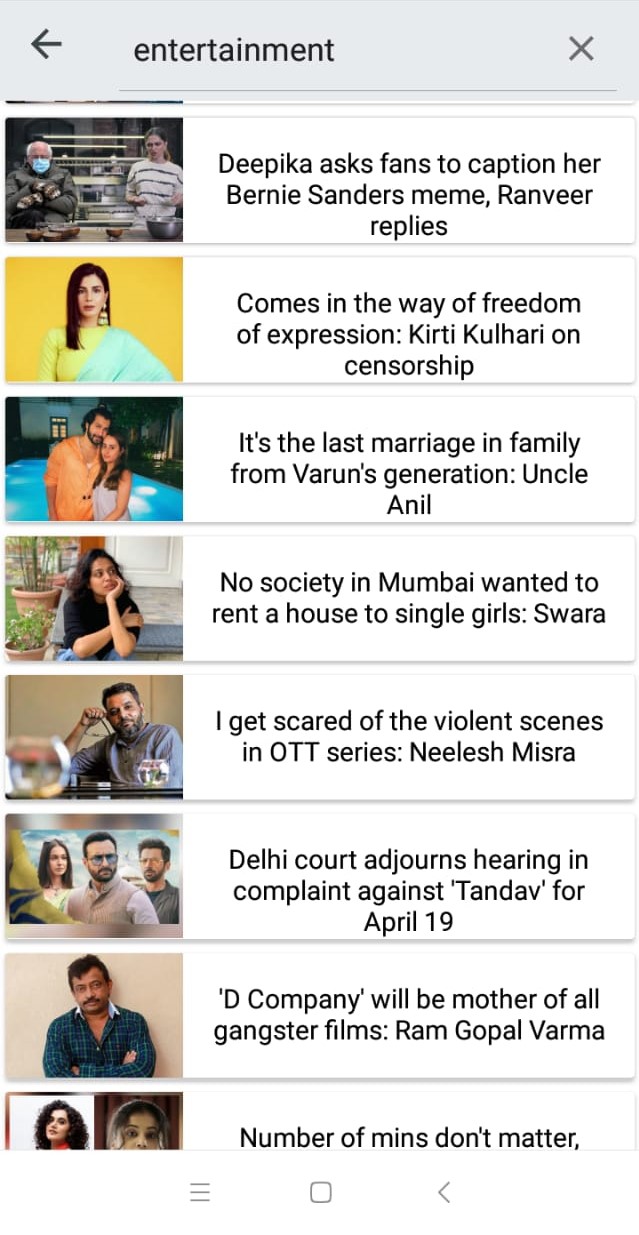 entertainment
Deepika asks fans to caption her
Bernie Sanders meme, Ranveer
replies
Comes in the way of freedom
of expression: Kirti Kulhari on
censorship
It's the last marriage in family
from Varun's generation: Uncle
Anil
No society in Mumbai wanted to
rent a house to single girls: Swara
I get scared of the violent scenes
in OTT series: Neelesh Misra
Delhi court adjourns hearing in
complaint against 'Tandav' for
April 19
'D Company' will be mother of all
gangster films: Ram Gopal Varma
Number of mins don't matter,